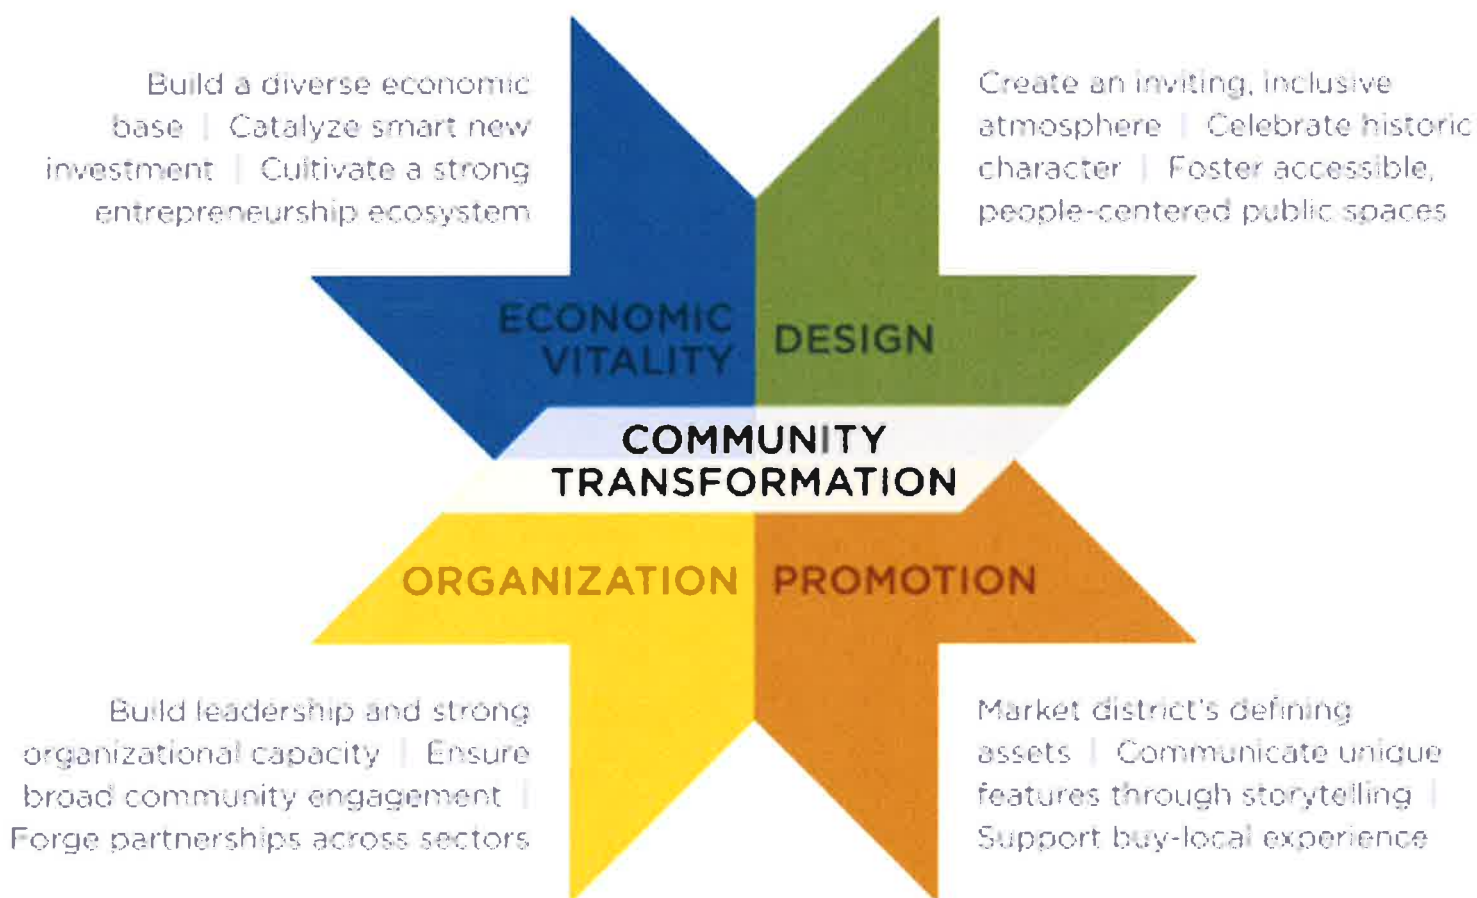 Build a diverse economic
base | Catalyze smart new
investment | Cultivate a strong
entrepreneurship ecosystem
Create an inviting, inclusive
atmosphere | Celebrate historic
character | Foster accessible,
people-centered public spaces
ECONOMIC
VITALITY
DESIGN
COMMUNITY
TRANSFORMATION
ORGANIZATION
PROMOTION
Build leadership and strong
organizational capacity | Ensure
broad community engagement |
Forge partnerships across sectors
Market district's defining
assets | Communicate unique
features through storytelling |
Support buy-local experience